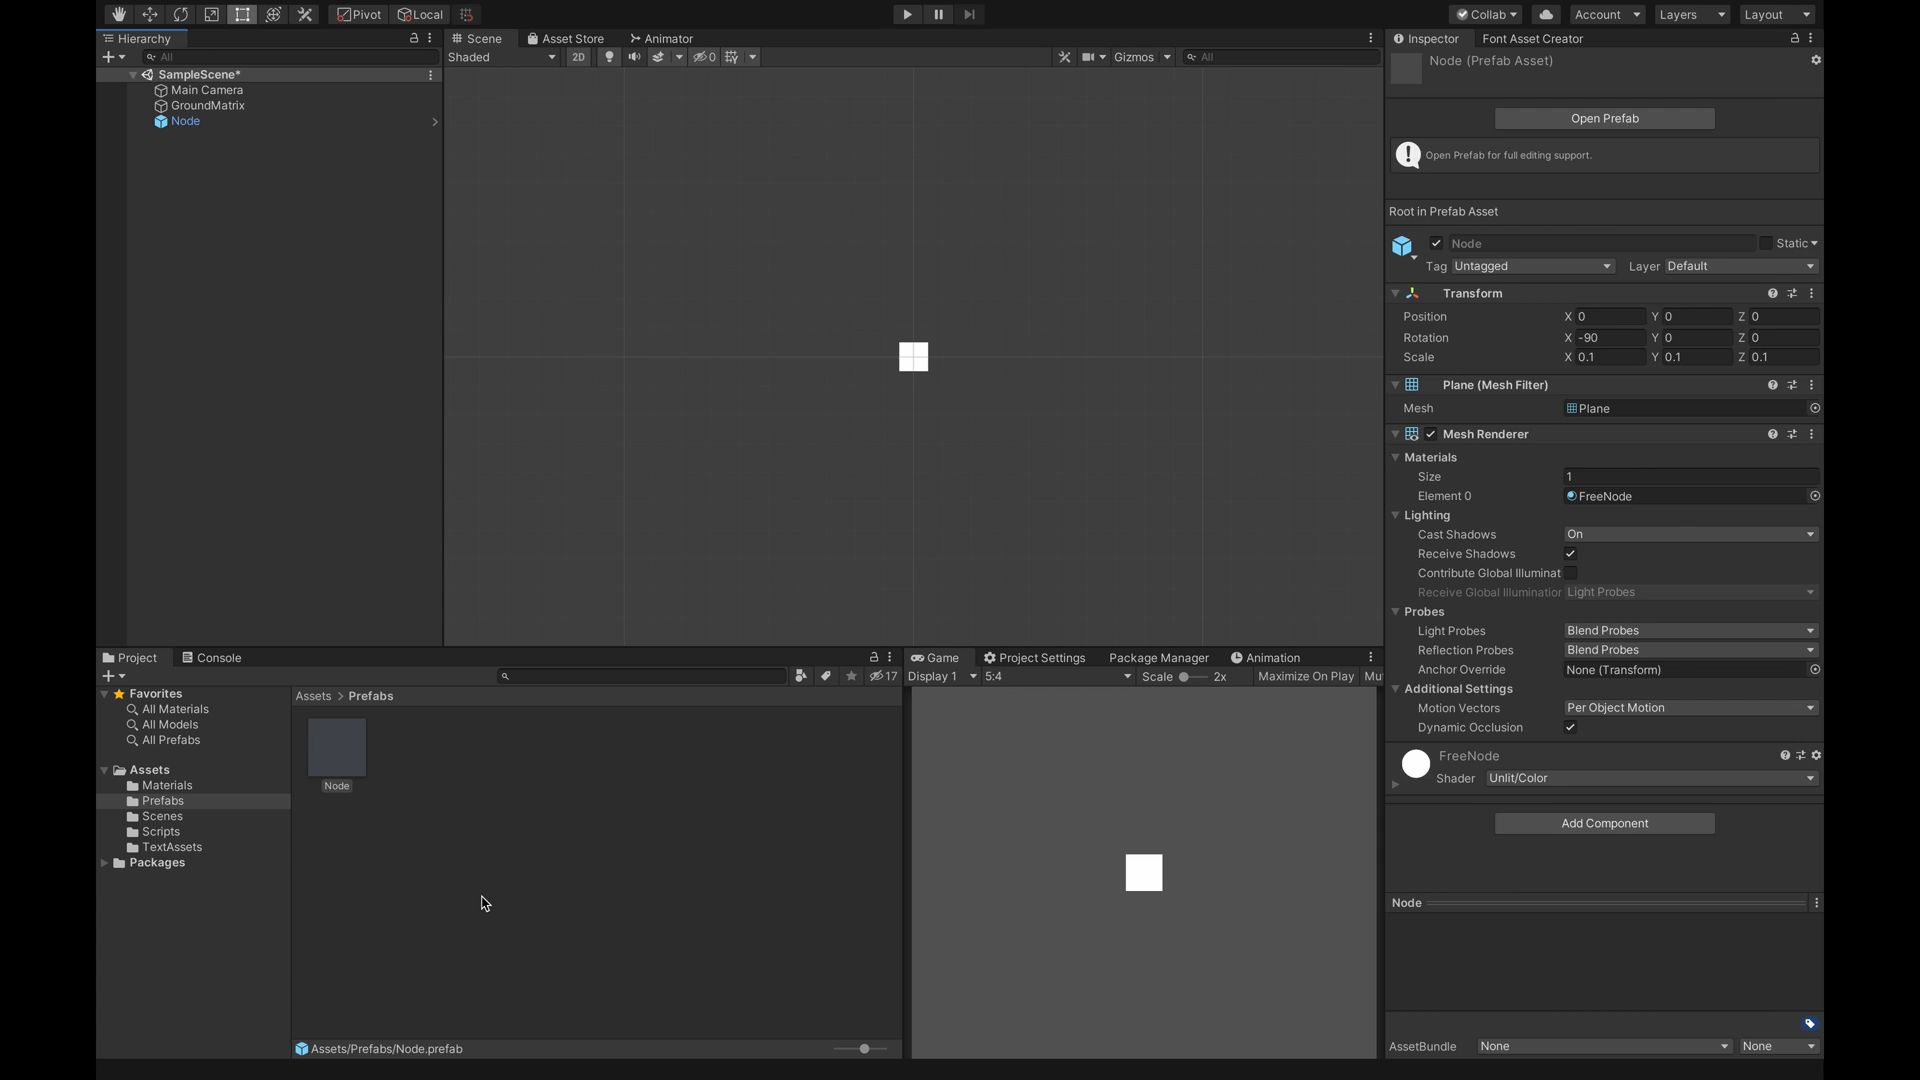 Pivot Local Collab Account Layers Layout
Hierarchy
All
SampleScene*
Main Camera
GroundMatrix
Node
Scene Asset Store Animator
Shaded 2D 0 Gizmos All
Inspector Font Asset Creator
Node (Prefab Asset)
Open Prefab
Open Prefab for full editing support.
Root in Prefab Asset
Node Static
Tag Untagged Layer Default
Transform
Position X 0 Y 0 Z 0
Rotation X -90 Y 0 Z 0
Scale X 0.1 Y 0.1 Z 0.1
Plane (Mesh Filter)
Mesh Plane
Mesh Renderer
Materials
Size 1
Element 0 FreeNode
Lighting
Cast Shadows On
Receive Shadows
Contribute Global Illuminat
Receive Global Illumination Light Probes
Probes
Light Probes Blend Probes
Reflection Probes Blend Probes
Anchor Override None (Transform)
Additional Settings
Motion Vectors Per Object Motion
Dynamic Occlusion
FreeNode
Shader Unlit/Color
Add Component
Node
AssetBundle None None
Project Console
17
Favorites
All Materials
All Models
All Prefabs
Assets
Materials
Prefabs
Scenes
Scripts
TextAssets
Packages
Assets > Prefabs
Node
Assets/Prefabs/Node.prefab
Game Project Settings Package Manager Animation
Display 1 5:4 Scale 2x Maximize On Play Mu